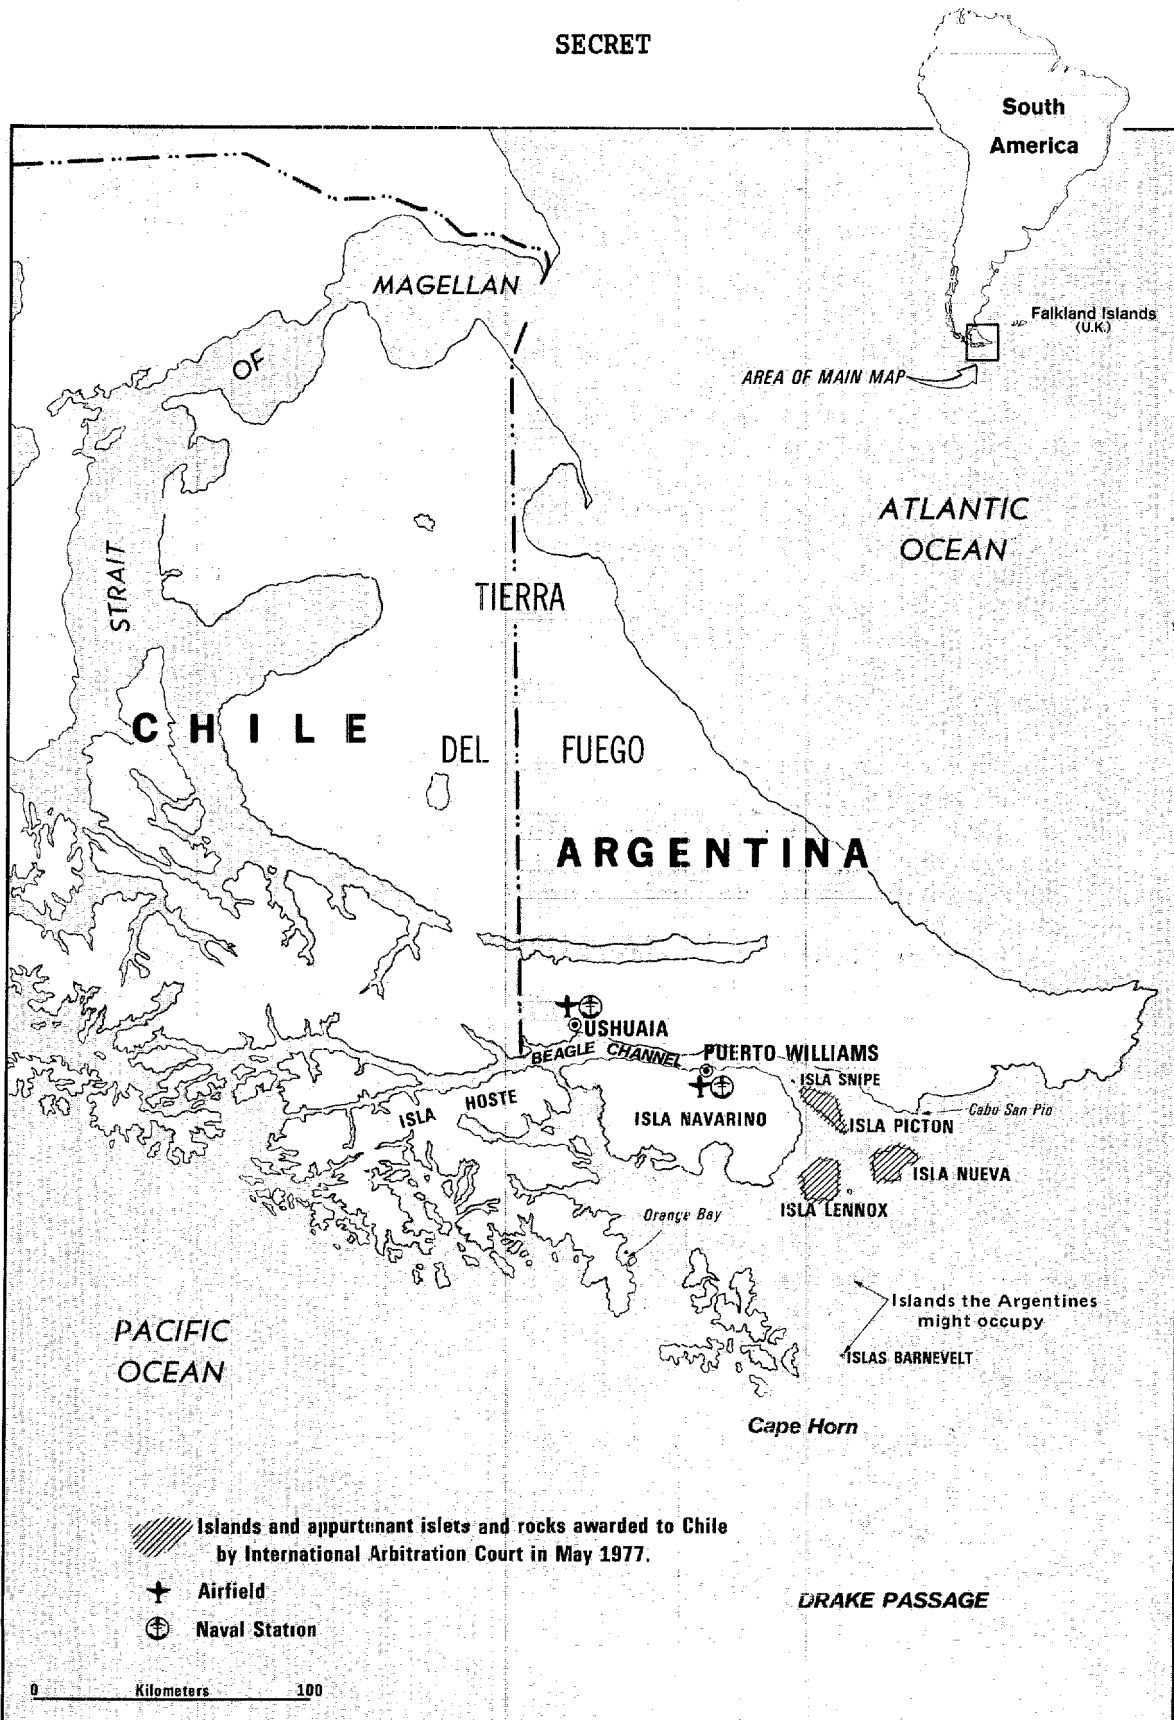 SECRET
South
America
MAGELLAN
OF
STRAIT
Falkland Islands
(U.K.)
AREA OF MAIN MAP
ATLANTIC
OCEAN
TIERRA
CHILE
DEL FUEGO
ARGENTINA
USHUAIA
BEAGLE CHANNEL
PUERTO WILLIAMS
ISLA SNIPE
ISLA HOSTE
ISLA NAVARINO
Cabo San Pio
ISLA PICTON
ISLA NUEVA
ISLA LENNOX
Orange Bay
Islands the Argentines
might occupy
PACIFIC
OCEAN
ISLAS BARNEVELT
Cape Horn
Islands and appurtenant islets and rocks awarded to Chile
by International Arbitration Court in May 1977.
Airfield
Naval Station
DRAKE PASSAGE
0 Kilometers 100